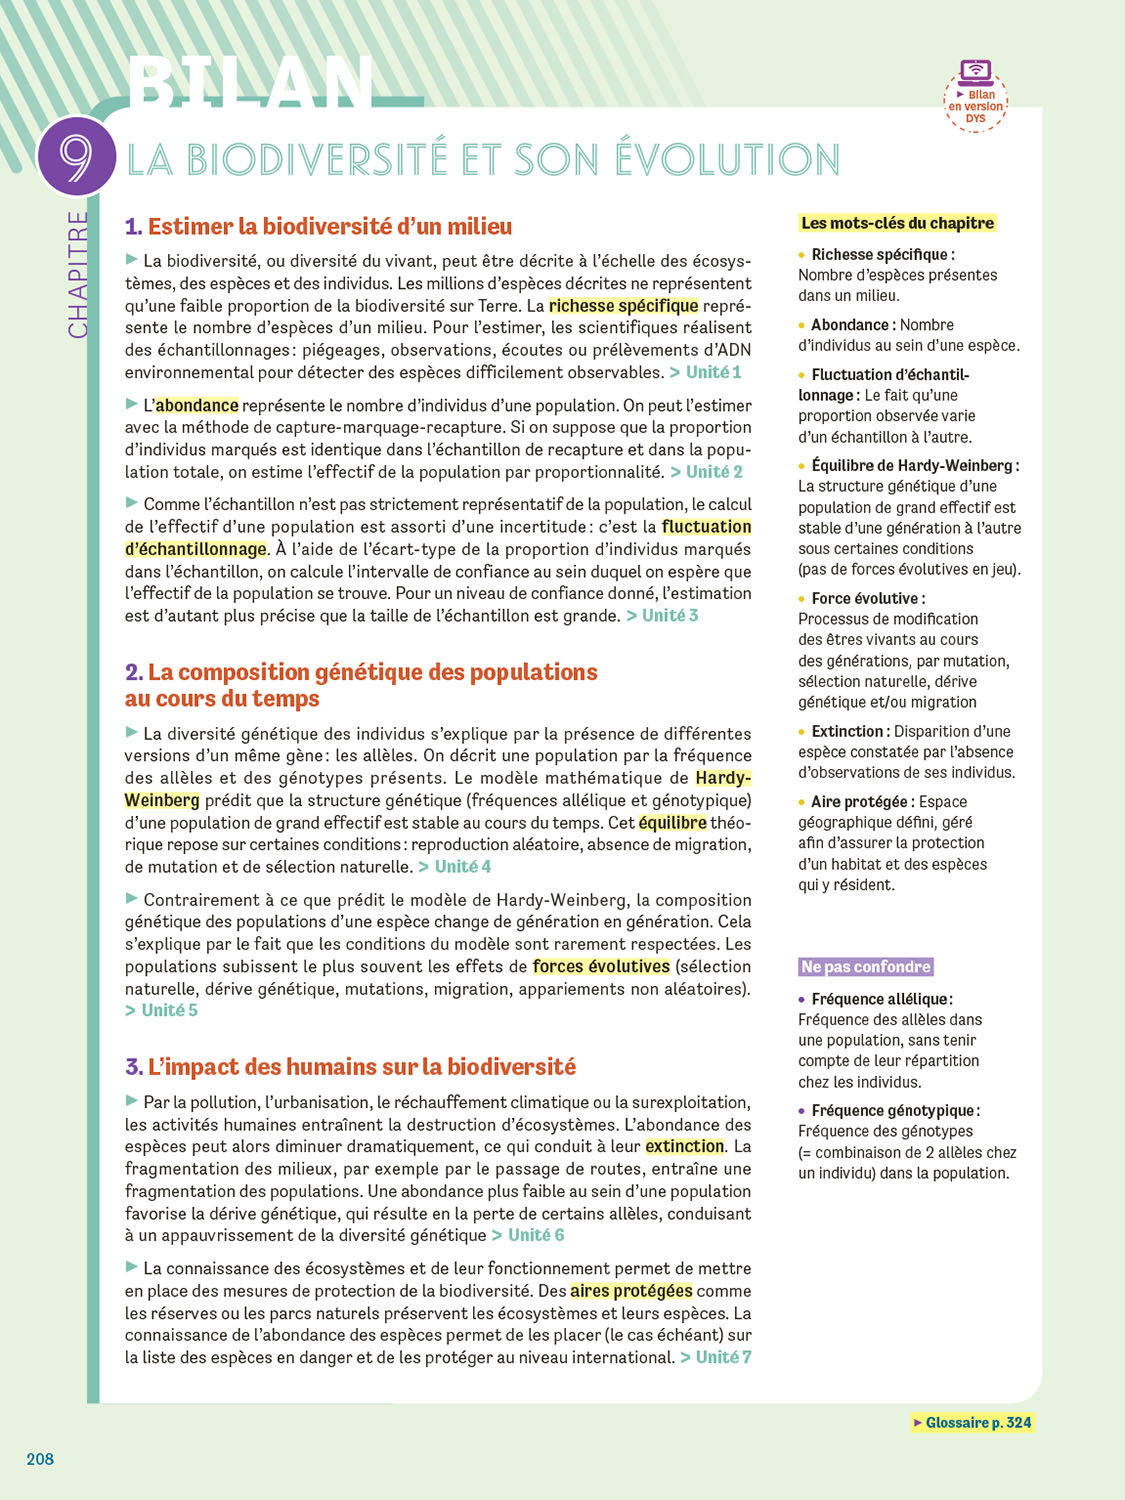 BILAN
Bilan
en version
DYS
CHAPITRE
9
LA BIODIVERSITÉ ET SON ÉVOLUTION
1. Estimer la biodiversité d’un milieu
► La biodiversité, ou diversité du vivant, peut être décrite à l’échelle des écosys-
tèmes, des espèces et des individus. Les millions d’espèces décrites ne représentent
qu’une faible proportion de la biodiversité sur Terre. La richesse spécifique repré-
sente le nombre d’espèces d’un milieu. Pour l’estimer, les scientifiques réalisent
des échantillonnages : piégeages, observations, écoutes ou prélèvements d’ADN
environnemental pour détecter des espèces difficilement observables. > Unité 1
► L’abondance représente le nombre d’individus d’une population. On peut l’estimer
avec la méthode de capture-marquage-recapture. Si on suppose que la proportion
d’individus marqués est identique dans l’échantillon de recapture et dans la popu-
lation totale, on estime l’effectif de la population par proportionnalité. > Unité 2
► Comme l’échantillon n’est pas strictement représentatif de la population, le calcul
de l’effectif d’une population est assorti d’une incertitude : c’est la fluctuation
d’échantillonnage. À l’aide de l’écart-type de la proportion d’individus marqués
dans l’échantillon, on calcule l’intervalle de confiance au sein duquel on espère que
l’effectif de la population se trouve. Pour un niveau de confiance donné, l’estimation
est d’autant plus précise que la taille de l’échantillon est grande. > Unité 3
2. La composition génétique des populations
au cours du temps
► La diversité génétique des individus s’explique par la présence de différentes
versions d’un même gène : les allèles. On décrit une population par la fréquence
des allèles et des génotypes présents. Le modèle mathématique de Hardy-
Weinberg prédit que la structure génétique (fréquences allélique et génotypique)
d’une population de grand effectif est stable au cours du temps. Cet équilibre théo-
rique repose sur certaines conditions : reproduction aléatoire, absence de migration,
de mutation et de sélection naturelle. > Unité 4
► Contrairement à ce que prédit le modèle de Hardy-Weinberg, la composition
génétique des populations d’une espèce change de génération en génération. Cela
s’explique par le fait que les conditions du modèle sont rarement respectées. Les
populations subissent le plus souvent les effets de forces évolutives (sélection
naturelle, dérive génétique, mutations, migration, appariements non aléatoires).
> Unité 5
3. L’impact des humains sur la biodiversité
► Par la pollution, l’urbanisation, le réchauffement climatique ou la surexploitation,
les activités humaines entraînent la destruction d’écosystèmes. L’abondance des
espèces peut alors diminuer dramatiquement, ce qui conduit à leur extinction. La
fragmentation des milieux, par exemple par le passage de routes, entraîne une
fragmentation des populations. Une abondance plus faible au sein d’une population
favorise la dérive génétique, qui résulte en la perte de certains allèles, conduisant
à un appauvrissement de la diversité génétique > Unité 6
► La connaissance des écosystèmes et de leur fonctionnement permet de mettre
en place des mesures de protection de la biodiversité. Des aires protégées comme
les réserves ou les parcs naturels préservent les écosystèmes et leurs espèces. La
connaissance de l’abondance des espèces permet de les placer (le cas échéant) sur
la liste des espèces en danger et de les protéger au niveau international. > Unité 7
Les mots-clés du chapitre
• Richesse spécifique :
Nombre d’espèces présentes
dans un milieu.
• Abondance : Nombre
d’individus au sein d’une espèce.
• Fluctuation d’échantil-
lonnage : Le fait qu’une
proportion observée varie
d’un échantillon à l’autre.
• Équilibre de Hardy-Weinberg :
La structure génétique d’une
population de grand effectif est
stable d’une génération à l’autre
sous certaines conditions
(pas de forces évolutives en jeu).
• Force évolutive :
Processus de modification
des êtres vivants au cours
des générations, par mutation,
sélection naturelle, dérive
génétique et/ou migration
• Extinction : Disparition d’une
espèce constatée par l’absence
d’observations de ses individus.
• Aire protégée : Espace
géographique défini, géré
afin d’assurer la protection
d’un habitat et des espèces
qui y résident.
Ne pas confondre
• Fréquence allélique :
Fréquence des allèles dans
une population, sans tenir
compte de leur répartition
chez les individus.
• Fréquence génotypique :
Fréquence des génotypes
(= combinaison de 2 allèles chez
un individu) dans la population.
► Glossaire p. 324
208